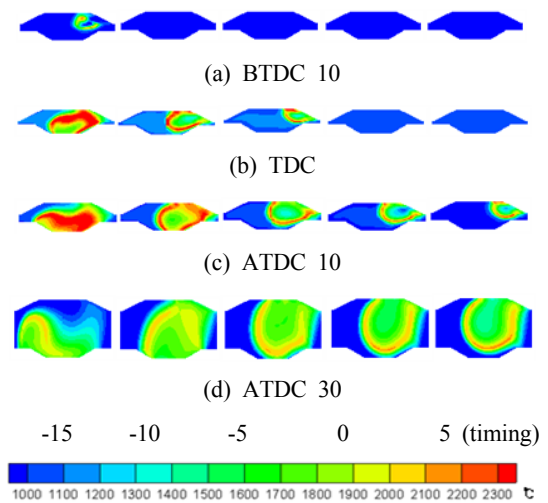 (a) BTDC 10
(b) TDC
(c) ATDC 10
(d) ATDC 30
-15 -10 -5 0 5 (timing)
1000 1100 1200 1300 1400 1500 1600 1700 1800 1900 2000 2100 2200 2300 ℃